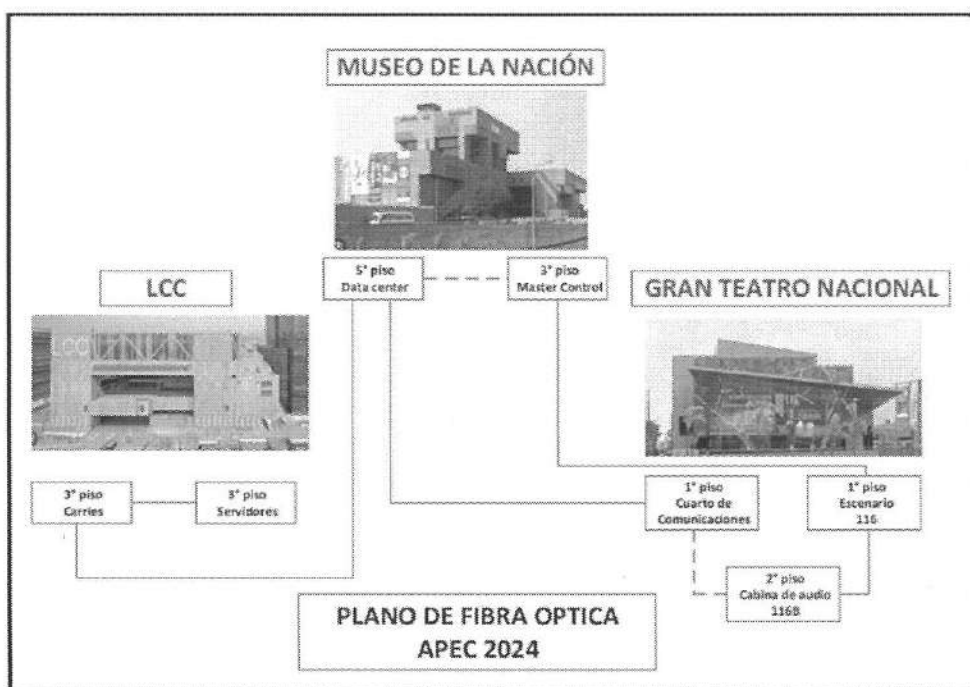 MUSEO DE LA NACIÓN
5° piso
Data center
3° piso
Master Control
LCC
GRAN TEATRO NACIONAL
LCC
3° piso
Carries
3° piso
Servidores
1° piso
Cuarto de
Comunicaciones
1° piso
Escenario
116
2° piso
Cabina de audio
116B
PLANO DE FIBRA OPTICA
APEC 2024